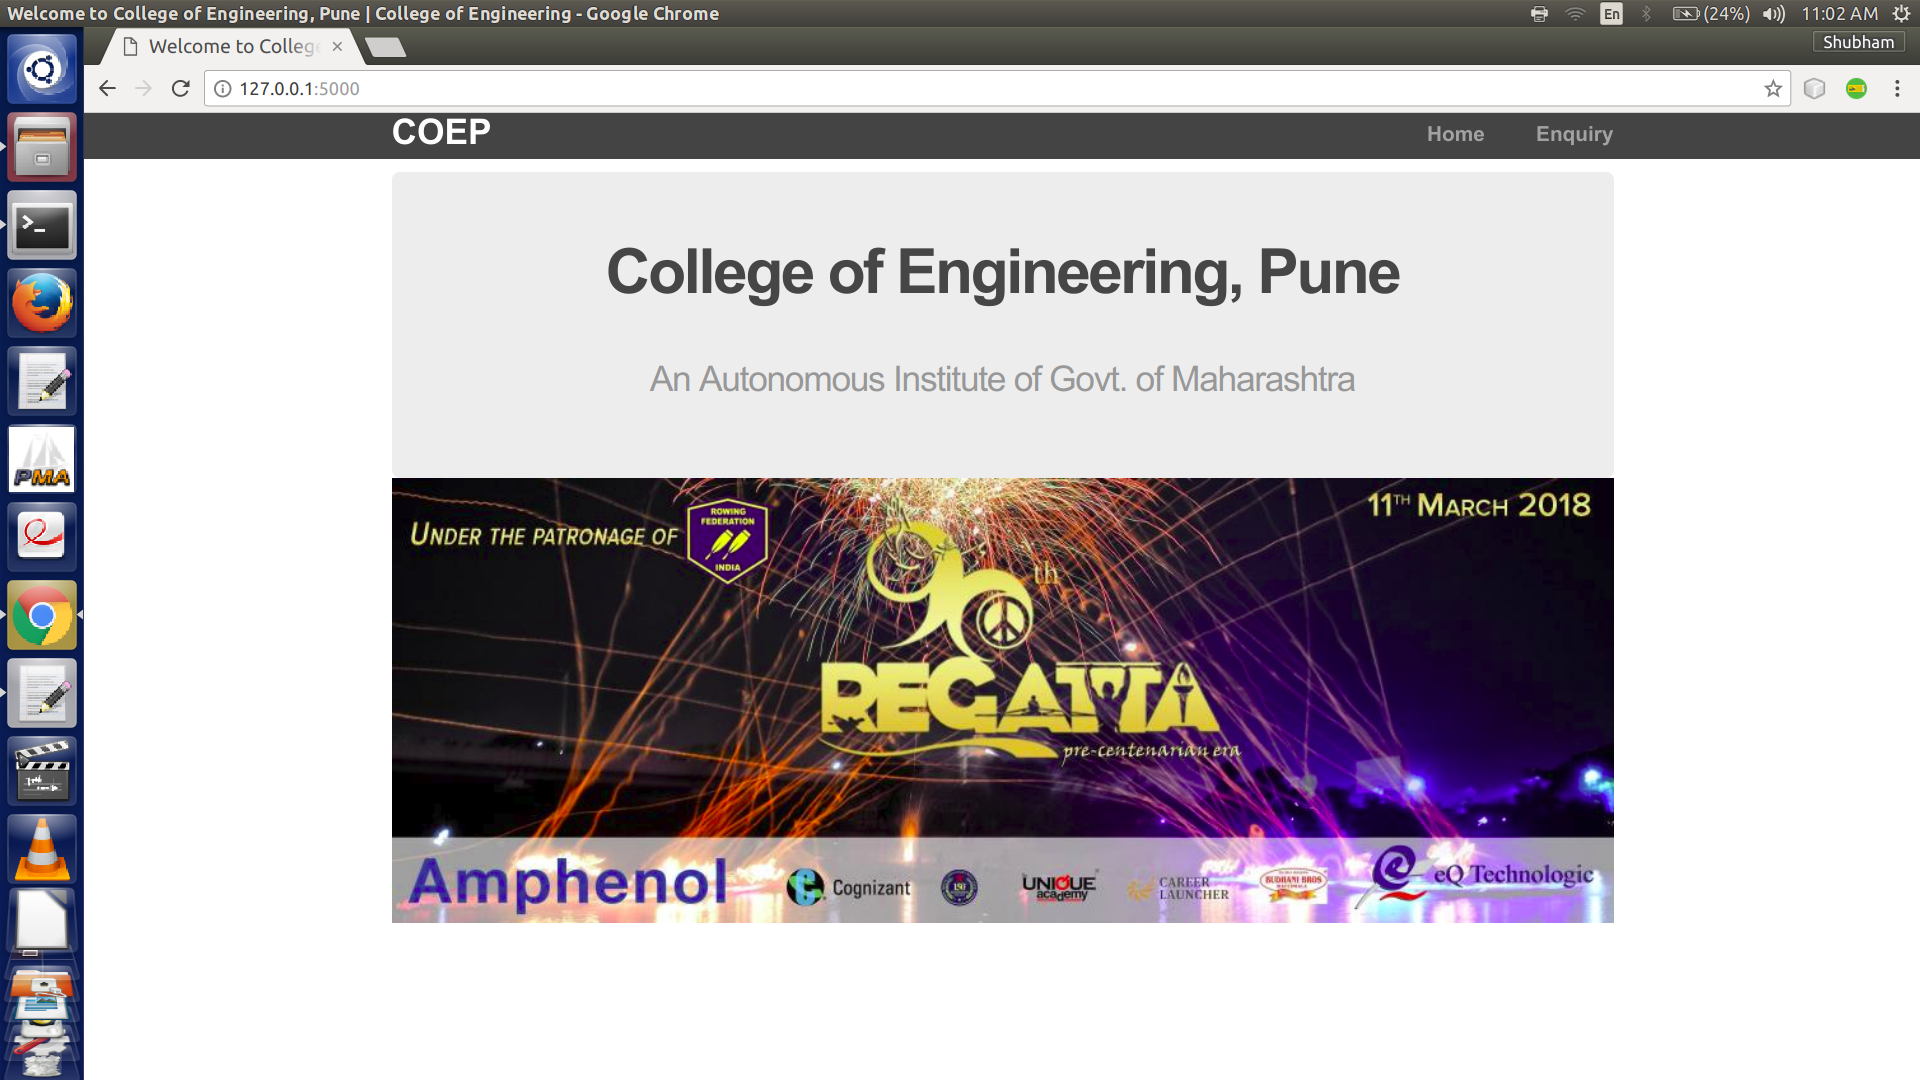 Welcome to College of Engineering, Pune | College of Engineering - Google Chrome
En
(24%)
11:02 AM
Welcome to Colleg
Shubham
127.0.0.1:5000
COEP
Home
Enquiry
College of Engineering, Pune
An Autonomous Institute of Govt. of Maharashtra
UNDER THE PATRONAGE OF
ROWING
FEDERATION
INDIA
11TH MARCH 2018
90th
REGATTA
pre-centenarian era
Amphenol
Cognizant
150
UNIQUE
academy
CAREER
LAUNCHER
BUDHANI BROS
eQ Technologic
PMA